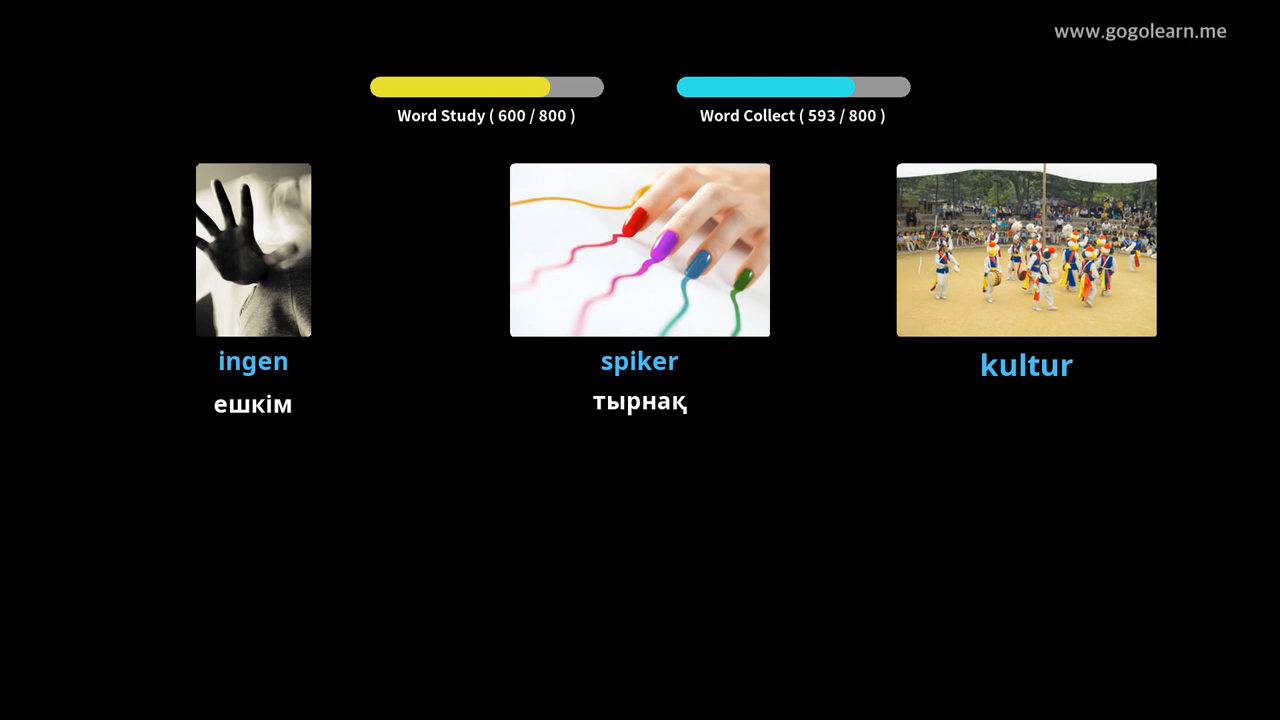 www.gogolearn.me
Word Study ( 600 / 800 )
Word Collect ( 593 / 800 )
ingen
ешкім
spiker
тырнақ
kultur